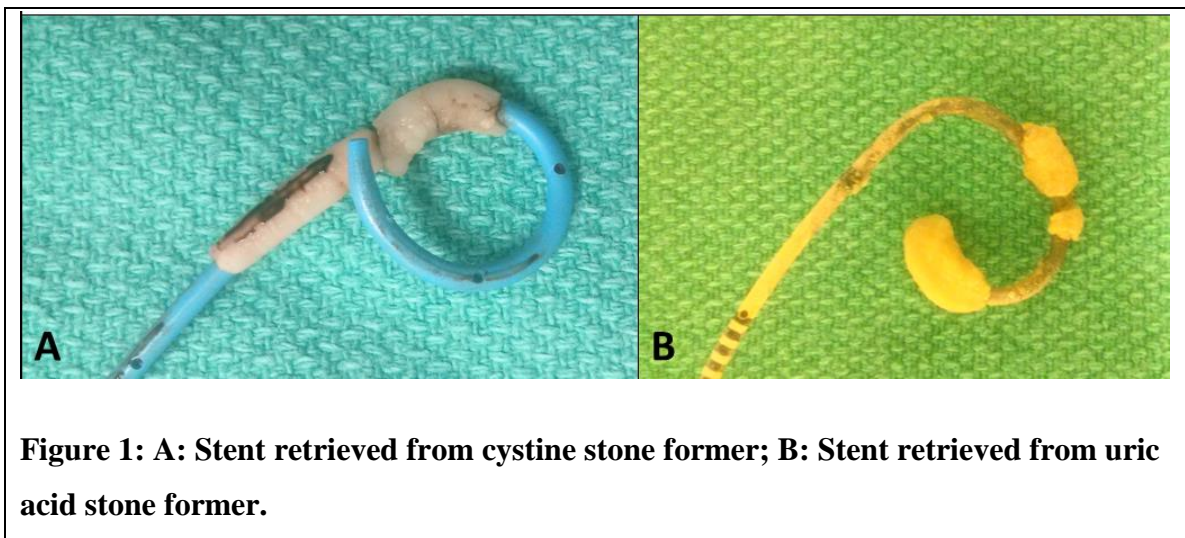 A
B
Figure 1: A: Stent retrieved from cystine stone former; B: Stent retrieved from uric
acid stone former.